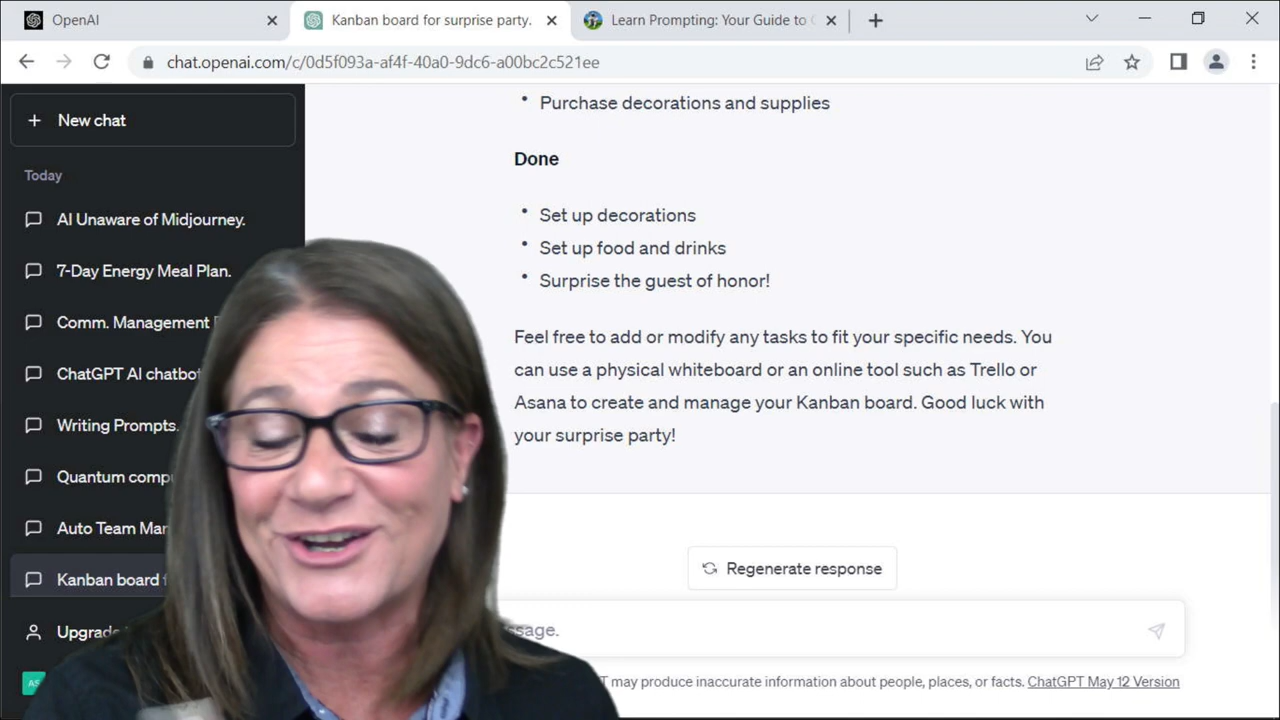 OpenAI
Kanban board for surprise party.
Learn Prompting: Your Guide to
chat.openai.com/c/0d5f093a-af4f-40a0-9dc6-a00bc2c521ee
+ New chat
Today
AI Unaware of Midjourney.
7-Day Energy Meal Plan.
Comm. Management
ChatGPT AI chatbot
Writing Prompts.
Quantum comp
Auto Team Man
Kanban board f
Upgrade
AS
• Purchase decorations and supplies
Done
• Set up decorations
• Set up food and drinks
• Surprise the guest of honor!
Feel free to add or modify any tasks to fit your specific needs. You
can use a physical whiteboard or an online tool such as Trello or
Asana to create and manage your Kanban board. Good luck with
your surprise party!
Regenerate response
ssage.
T may produce inaccurate information about people, places, or facts. ChatGPT May 12 Version